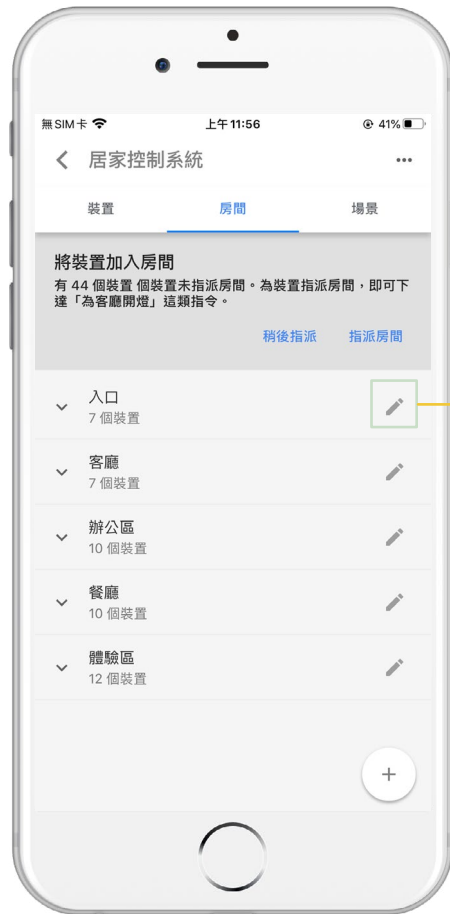 無SIM卡 上午11:56 41%
居家控制系統 •••
裝置 房間 場景
將裝置加入房間
有 44 個裝置 個裝置未指派房間。為裝置指派房間，即可下
達「為客廳開燈」這類指令。
稍後指派 指派房間
入口
7 個裝置
客廳
7 個裝置
辦公區
10 個裝置
餐廳
10 個裝置
體驗區
12 個裝置
+